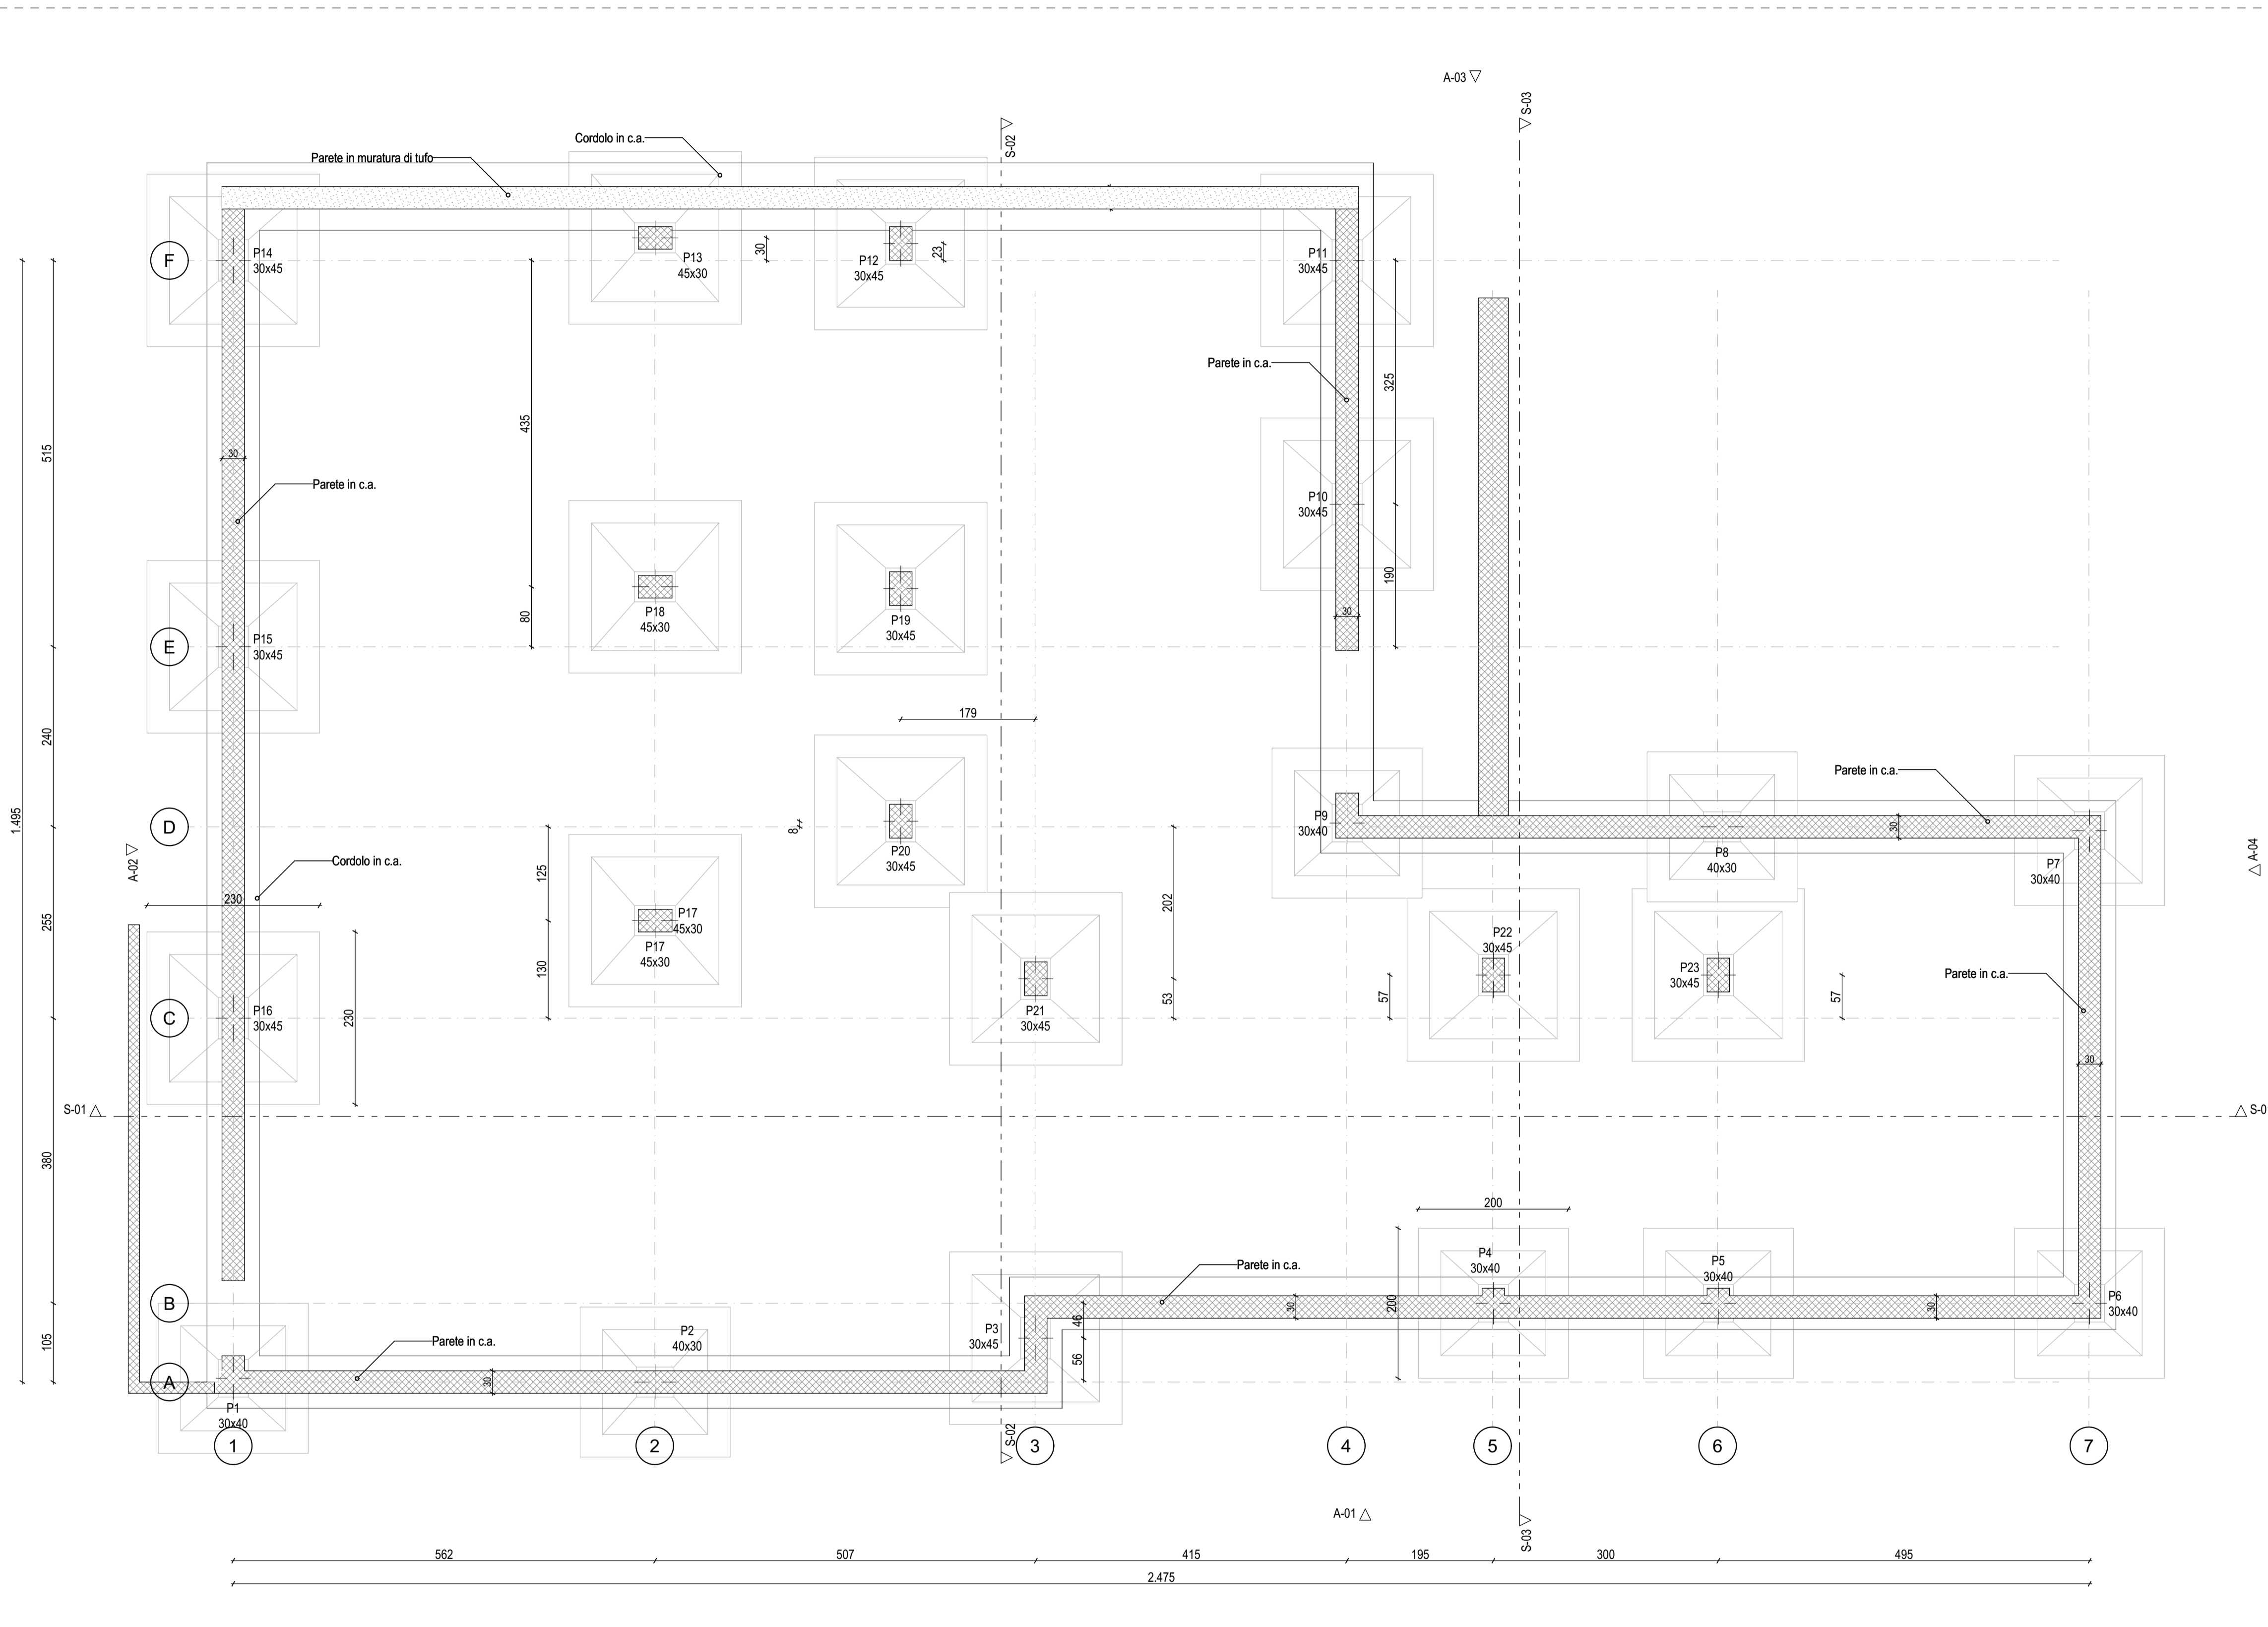 A-03
S-03
S-02
Cordolo in c.a.
Parete in muratura di tufo
F
P14
30x45
P13
45x30
30
P12
30x45
23
P11
30x45
Parete in c.a.
325
435
515
30
Parete in c.a.
P10
30x45
190
30
80
P18
45x30
P19
30x45
E
P15
30x45
179
240
1.495
Parete in c.a.
D
8
P20
30x45
P9
30x40
P8
40x30
30
P7
30x40
A-02
A-04
Cordolo in c.a.
125
230
202
255
P17
45x30
P17
45x30
P22
30x45
P23
30x45
Parete in c.a.
130
53
57
57
C
P16
30x45
230
P21
30x45
30
S-01
S-0
380
200
P4
30x40
P5
30x40
Parete in c.a.
B
200
30
30
46
P6
30x40
P2
40x30
P3
30x45
105
Parete in c.a.
56
A
30
P1
30x40
1
2
S-02
3
4
5
6
7
A-01
S-03
562
507
415
195
300
495
2.475